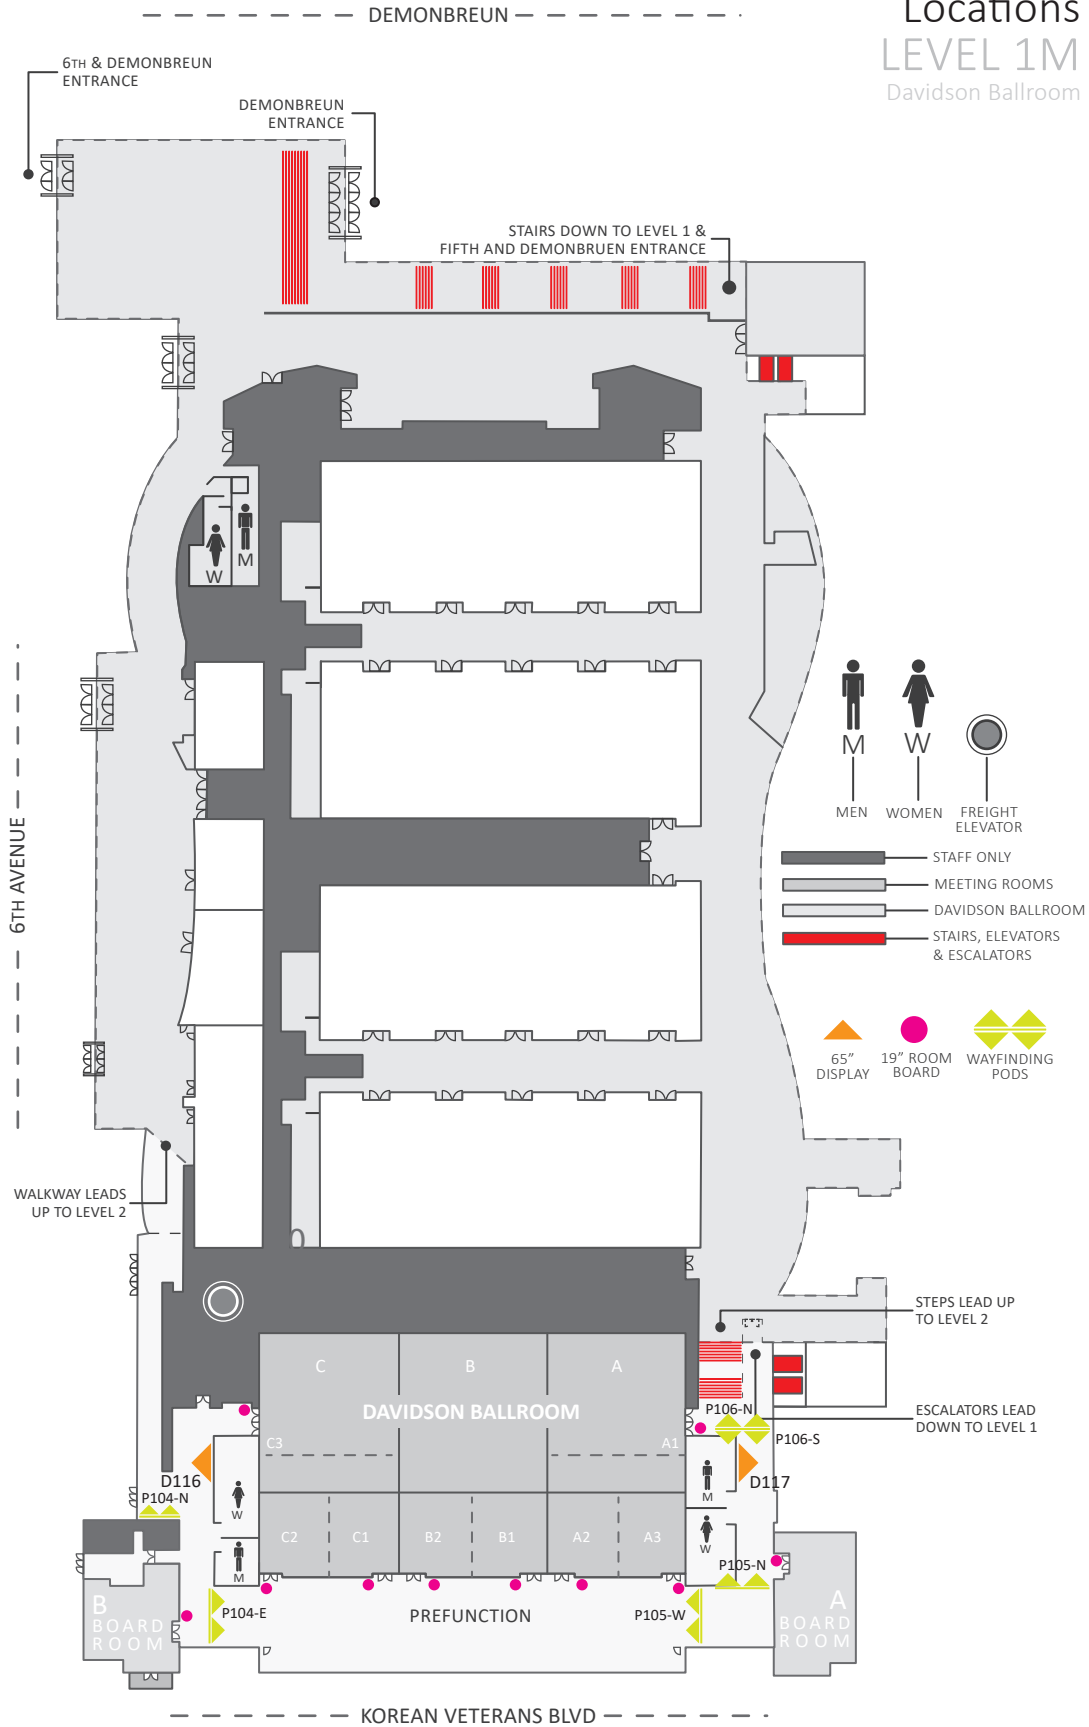 DEMONBREUN
Locations
LEVEL 1M
Davidson Ballroom
6TH & DEMONBREUN
ENTRANCE
DEMONBREUN
ENTRANCE
STAIRS DOWN TO LEVEL 1 &
FIFTH AND DEMONBRUEN ENTRANCE
W
M
6TH AVENUE
M
W
MEN
WOMEN
FREIGHT
ELEVATOR
STAFF ONLY
MEETING ROOMS
DAVIDSON BALLROOM
STAIRS, ELEVATORS
& ESCALATORS
65”
DISPLAY
19” ROOM
BOARD
WAYFINDING
PODS
WALKWAY LEADS
UP TO LEVEL 2
0
STEPS LEAD UP
TO LEVEL 2
C
B
A
DAVIDSON BALLROOM
P106-N
ESCALATORS LEAD
DOWN TO LEVEL 1
P106-S
C3
A1
D116
D117
P104-N
W
M
C2
C1
B2
B1
A2
A3
M
W
P105-N
B
BOARD
ROOM
P104-E
PREFUNCTION
P105-W
A
BOARD
ROOM
KOREAN VETERANS BLVD